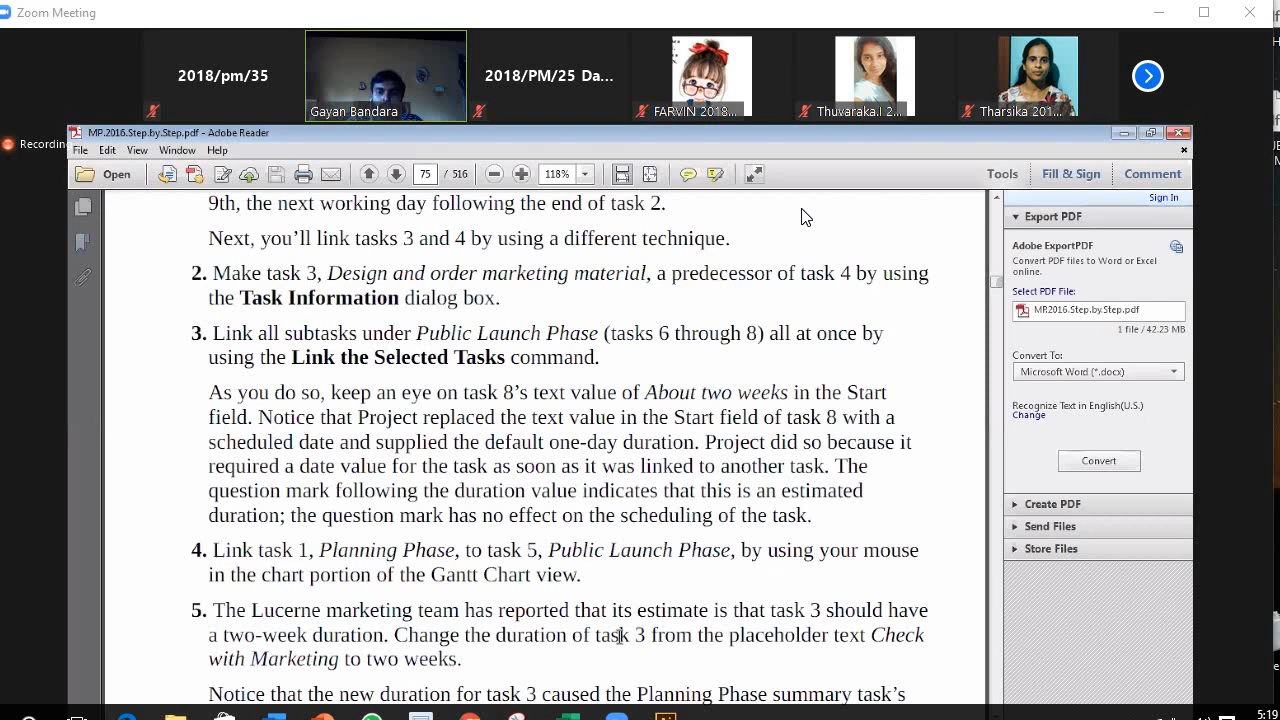 Zoom Meeting
2018/pm/35
2018/PM/25 Da...
Gayan Bandara
FARVIN 2018...
Thuvaraka.I 2...
Tharsika 201...
Recording
MP.2016.Step.by.Step.pdf - Adobe Reader
File Edit View Window Help
Open 75 / 516 118% Tools Fill & Sign Comment
9th, the next working day following the end of task 2.
Next, you'll link tasks 3 and 4 by using a different technique.
2. Make task 3, Design and order marketing material, a predecessor of task 4 by using
the Task Information dialog box.
3. Link all subtasks under Public Launch Phase (tasks 6 through 8) all at once by
using the Link the Selected Tasks command.
As you do so, keep an eye on task 8's text value of About two weeks in the Start
field. Notice that Project replaced the text value in the Start field of task 8 with a
scheduled date and supplied the default one-day duration. Project did so because it
required a date value for the task as soon as it was linked to another task. The
question mark following the duration value indicates that this is an estimated
duration; the question mark has no effect on the scheduling of the task.
4. Link task 1, Planning Phase, to task 5, Public Launch Phase, by using your mouse
in the chart portion of the Gantt Chart view.
5. The Lucerne marketing team has reported that its estimate is that task 3 should have
a two-week duration. Change the duration of task 3 from the placeholder text Check
with Marketing to two weeks.
Notice that the new duration for task 3 caused the Planning Phase summary task's
Sign In
Export PDF
Adobe ExportPDF
Convert PDF files to Word or Excel
online.
Select PDF File:
MP.2016.Step.by.Step.pdf
1 file / 42.23 MB
Convert To:
Microsoft Word (*.docx)
Recognize Text in English(U.S.)
Change
Convert
Create PDF
Send Files
Store Files
5:19